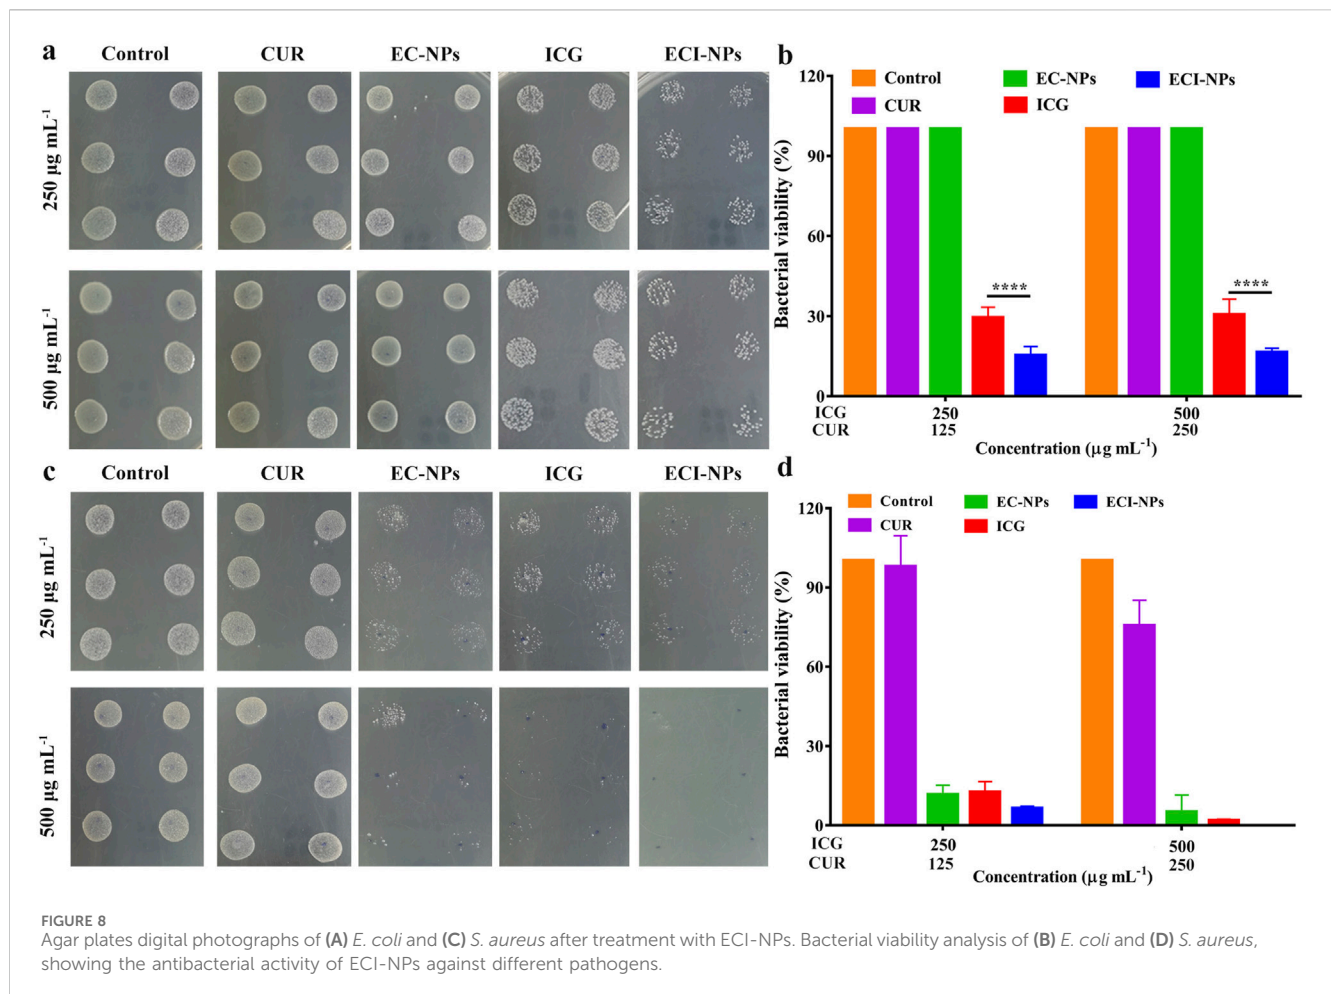 a
Control
CUR
EC-NPs
ICG
ECI-NPs
250 µg mL⁻¹
500 µg mL⁻¹
b
Control
EC-NPs
ECI-NPs
CUR
ICG
Bacterial viability (%)
120
90
60
30
0
****
****
ICG 250 500
CUR 125 250
Concentration (µg mL⁻¹)
c
Control
CUR
EC-NPs
ICG
ECI-NPs
250 µg mL⁻¹
500 µg mL⁻¹
d
Control
EC-NPs
ECI-NPs
CUR
ICG
Bacterial viability (%)
120
90
60
30
0
ICG 250 500
CUR 125 250
Concentration (µg mL⁻¹)
FIGURE 8
Agar plates digital photographs of (A) E. coli and (C) S. aureus after treatment with ECI-NPs. Bacterial viability analysis of (B) E. coli and (D) S. aureus,
showing the antibacterial activity of ECI-NPs against different pathogens.